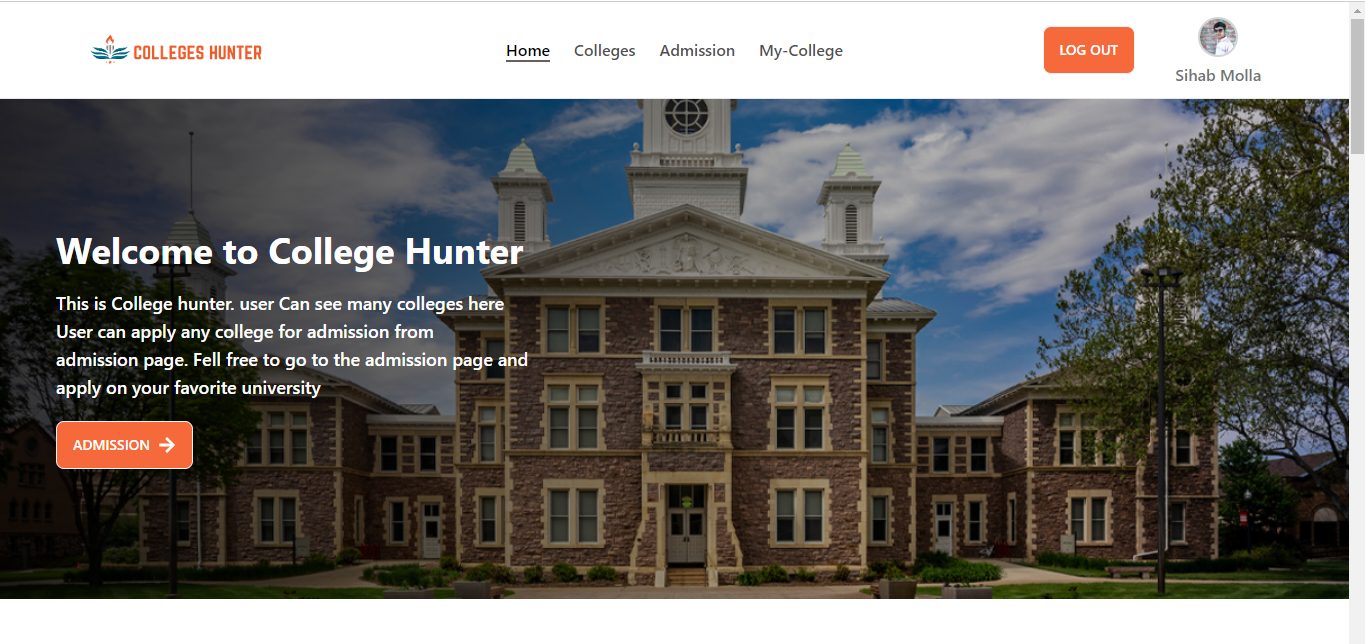 COLLEGES HUNTER
Home Colleges Admission My-College
LOG OUT
Sihab Molla
Welcome to College Hunter
This is College hunter. user Can see many colleges here
User can apply any college for admission from
admission page. Fell free to go to the admission page and
apply on your favorite university
ADMISSION